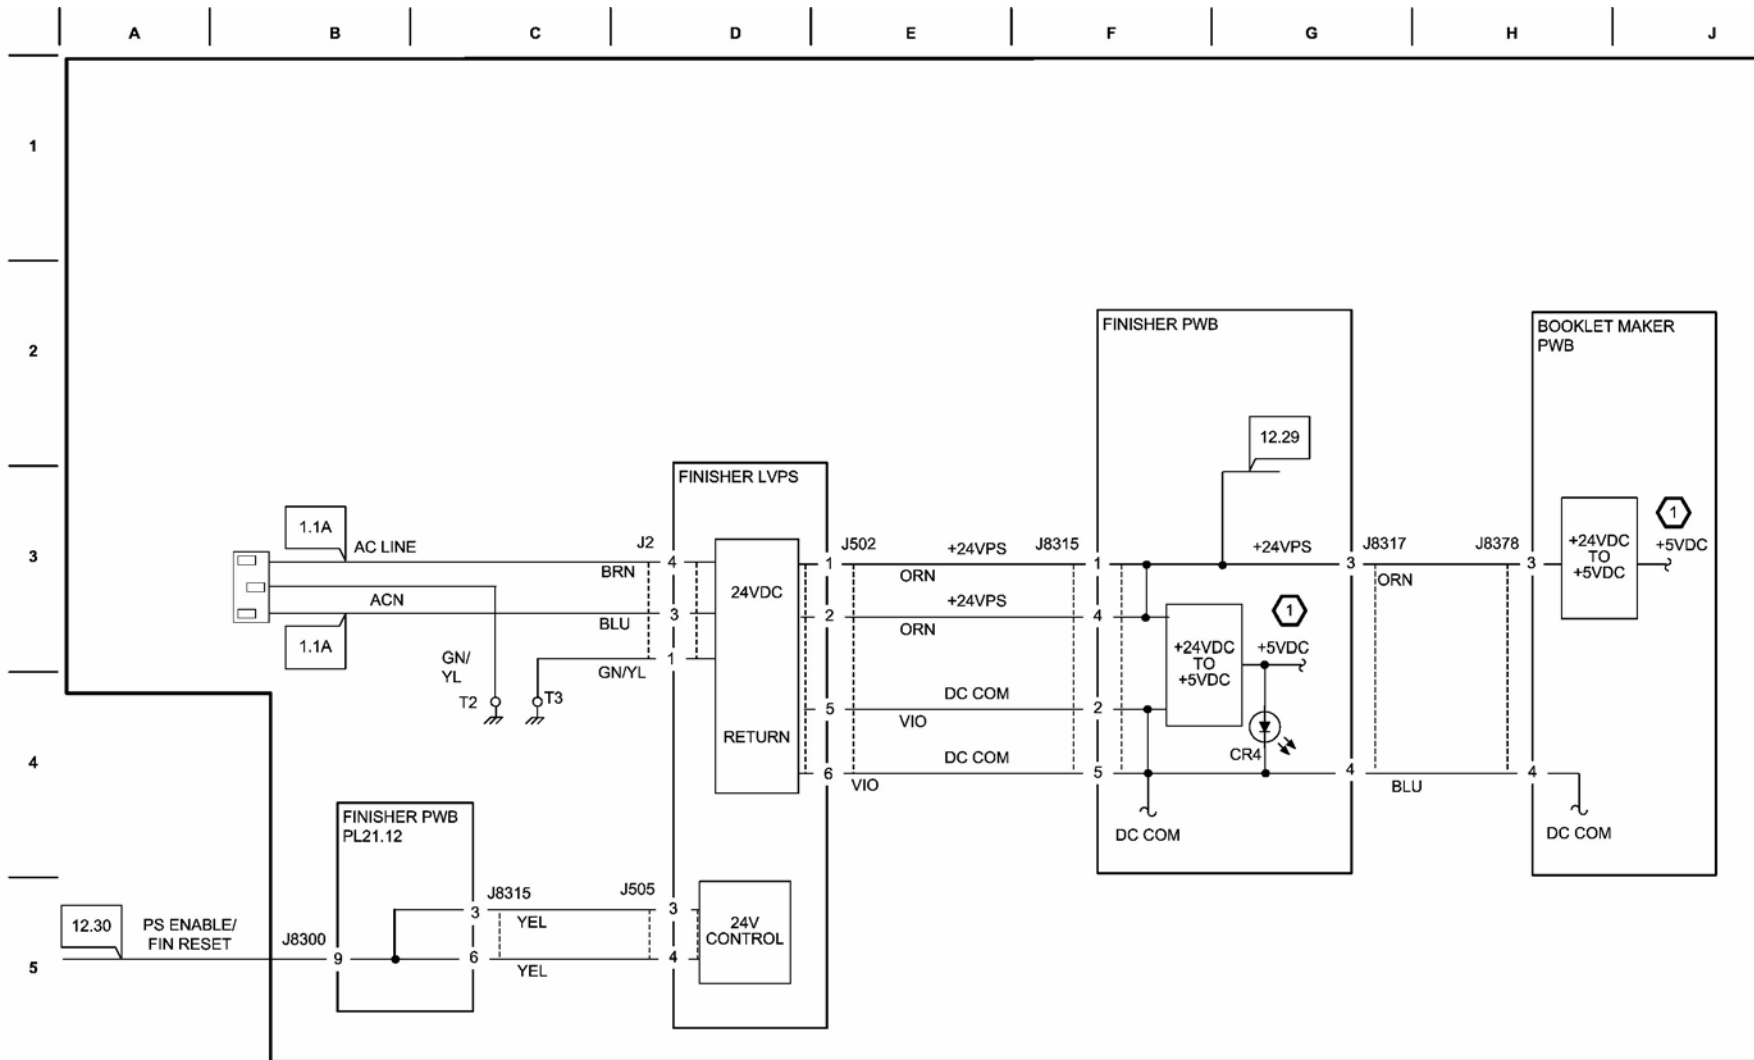 A B C D E F G H J
1
2
3
4
5
FINISHER PWB
BOOKLET MAKER
PWB
12.29
FINISHER LVPS
1.1A
AC LINE
BRN
J2
4
ACN
BLU
3
1.1A
GN/
YL
GN/YL
1
T2
T3
24VDC
RETURN
1
J502
+24VPS
ORN
J8315
1
2
+24VPS
ORN
4
5
DC COM
VIO
2
6
DC COM
VIO
5
+24VDC
TO
+5VDC
1
+5VDC
CR4
DC COM
+24VPS
3
J8317
ORN
J8378
3
4
BLU
4
+24VDC
TO
+5VDC
1
+5VDC
DC COM
FINISHER PWB
PL21.12
12.30
PS ENABLE/
FIN RESET
J8300
9
J8315
3
YEL
6
YEL
J505
3
4
24V
CONTROL